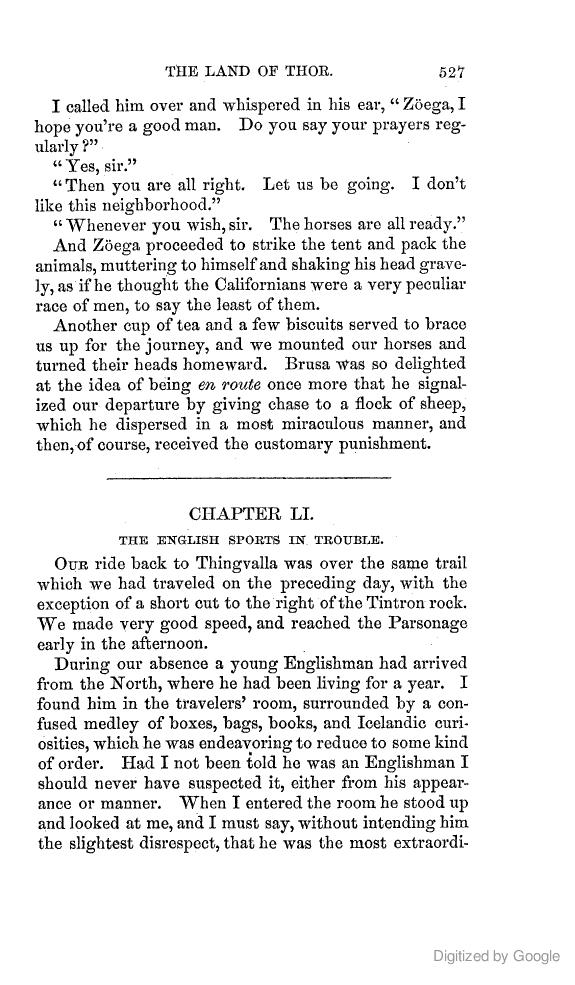 THE LAND OF THOR. 527
I called him over and whispered in his ear, “ Zöega, I
hope you're a good man. Do you say your prayers reg-
ularly ?”
“ Yes, sir.”
“Then you are all right. Let us be going. I don't
like this neighborhood.”
“ Whenever you wish, sir. The horses are all ready.”
And Zöega proceeded to strike the tent and pack the
animals, muttering to himself and shaking his head grave-
ly, as if he thought the Californians were a very peculiar
race of men, to say the least of them.
Another cup of tea and a few biscuits served to brace
us up for the journey, and we mounted our horses and
turned their heads homeward. Brusa was so delighted
at the idea of being en route once more that he signal-
ized our departure by giving chase to a flock of sheep,
which he dispersed in a most miraculous manner, and
then, of course, received the customary punishment.
CHAPTER LI.
THE ENGLISH SPORTS IN TROUBLE.
OUR ride back to Thingvalla was over the same trail
which we had traveled on the preceding day, with the
exception of a short cut to the right of the Tintron rock.
We made very good speed, and reached the Parsonage
early in the afternoon.
During our absence a young Englishman had arrived
from the North, where he had been living for a year. I
found him in the travelers' room, surrounded by a con-
fused medley of boxes, bags, books, and Icelandic curi-
osities, which he was endeavoring to reduce to some kind
of order. Had I not been told he was an Englishman I
should never have suspected it, either from his appear-
ance or manner. When I entered the room he stood up
and looked at me, and I must say, without intending him
the slightest disrespect, that he was the most extraordi-
Digitized by Google